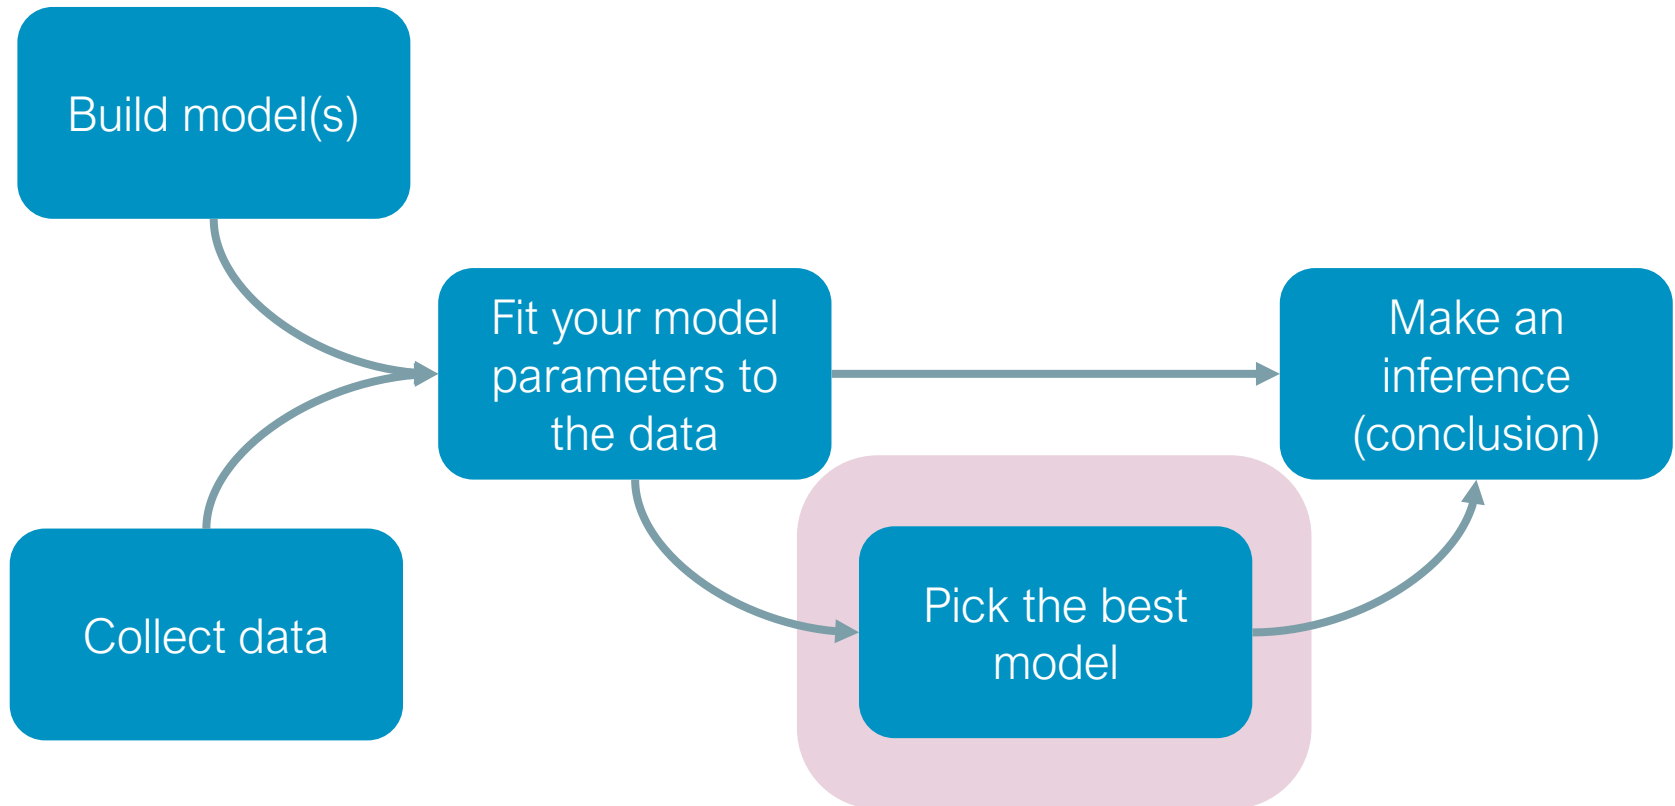 Build model(s)
Collect data
Fit your model
parameters to
the data
Pick the best
model
Make an
inference
(conclusion)